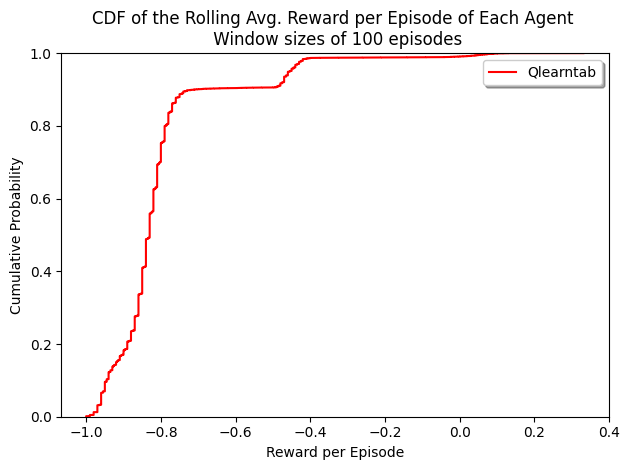 CDF of the Rolling Avg. Reward per Episode of Each Agent
Window sizes of 100 episodes
Qlearntab
Cumulative Probability
1.0
0.8
0.6
0.4
0.2
0.0
−1.0 −0.8 −0.6 −0.4 −0.2 0.0 0.2 0.4
Reward per Episode